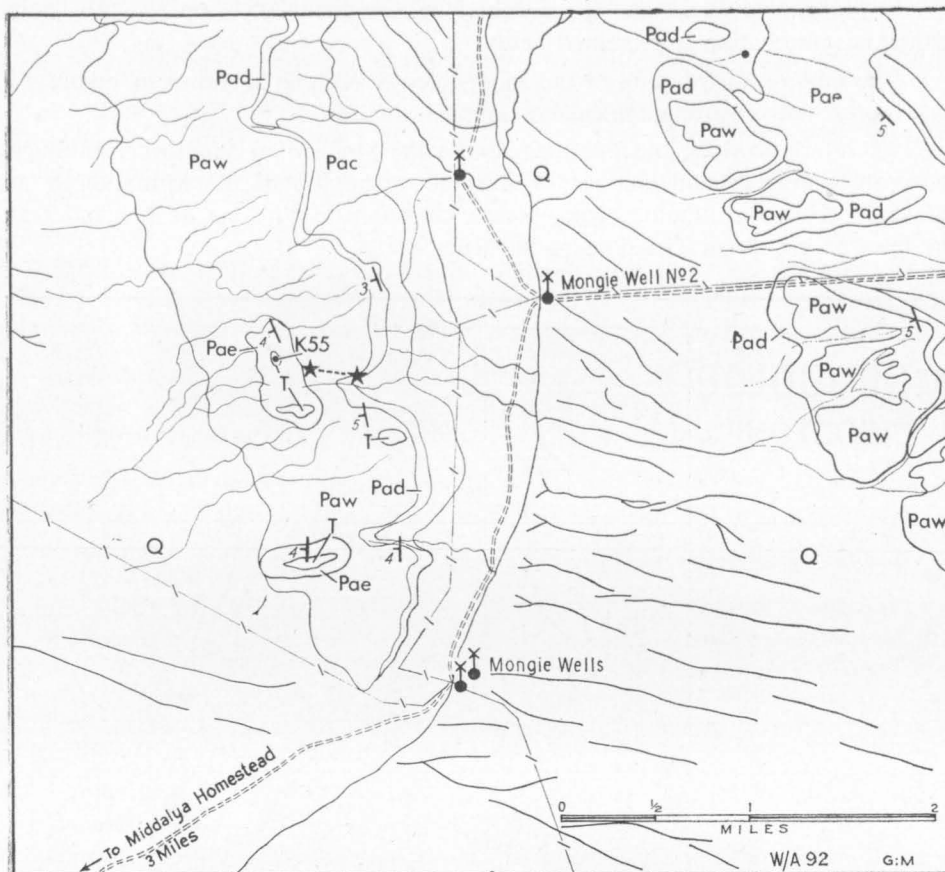 Pad
Pad
Pad
Pae
Paw
Pac
Paw
5
Q
Paw
Pad
3
Mongie Well Nº2
Paw
Pae
4
K55
Pad
5
Paw
T
5
T
Paw
Pad
Paw
Paw
T
Q
4
4
Q
Pae
Mongie Wells
To Middalya Homestead
3 Miles
0 ½ 1 2
MILES
W/A 92 G:M